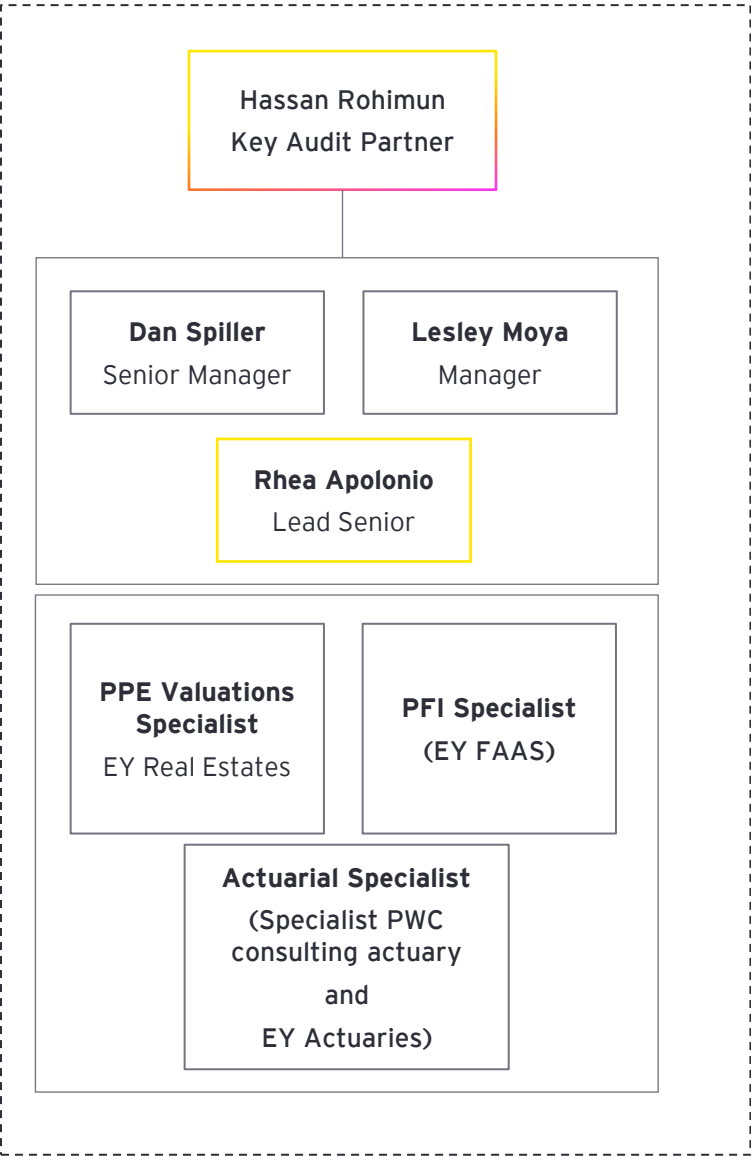 Hassan Rohimun
Key Audit Partner
Dan Spiller
Senior Manager
Lesley Moya
Manager
Rhea Apolonio
Lead Senior
PPE Valuations
Specialist
EY Real Estates
PFI Specialist
(EY FAAS)
Actuarial Specialist
(Specialist PWC
consulting actuary
and
EY Actuaries)